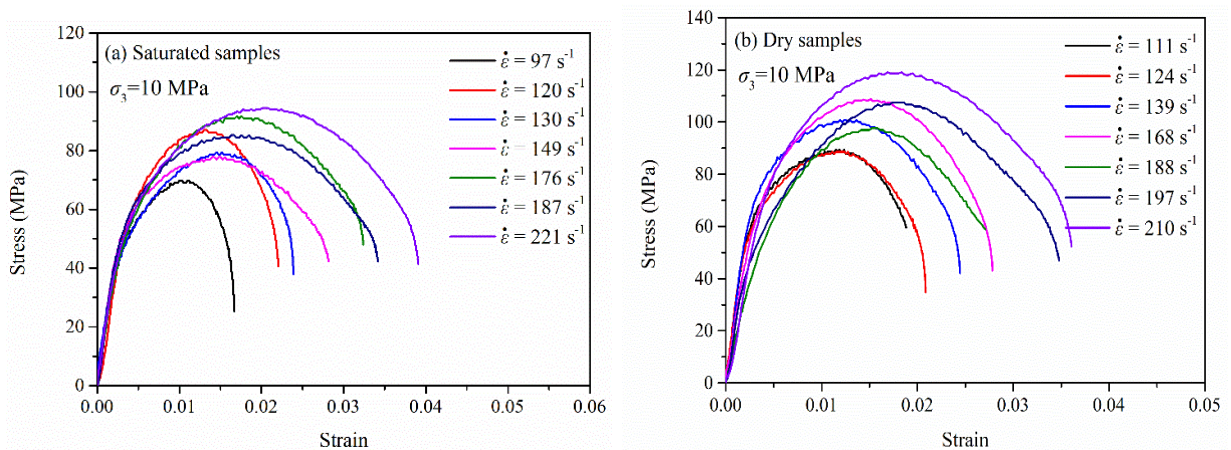 (a) Saturated samples
σ3=10 MPa
ε̇ = 97 s-1
ε̇ = 120 s-1
ε̇ = 130 s-1
ε̇ = 149 s-1
ε̇ = 176 s-1
ε̇ = 187 s-1
ε̇ = 221 s-1
120
100
80
60
40
20
0
Stress (MPa)
0.00 0.01 0.02 0.03 0.04 0.05 0.06
Strain
(b) Dry samples
σ3=10 MPa
ε̇ = 111 s-1
ε̇ = 124 s-1
ε̇ = 139 s-1
ε̇ = 168 s-1
ε̇ = 188 s-1
ε̇ = 197 s-1
ε̇ = 210 s-1
140
120
100
80
60
40
20
0
Stress (MPa)
0.00 0.01 0.02 0.03 0.04 0.05
Strain